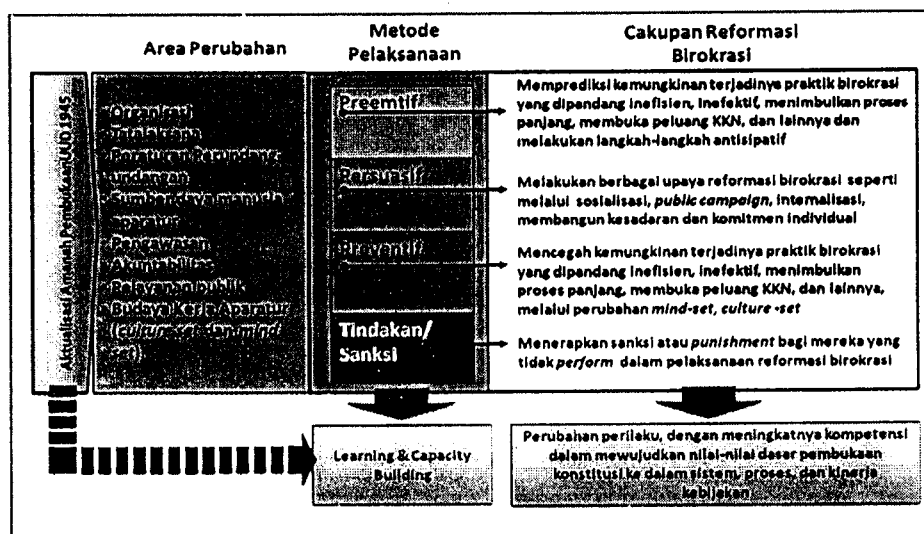 Area Perubahan
Metode
Pelaksanaan
Cakupan Reformasi
Birokrasi
Aktualisasi Amanah Pembukaan UUD 1945
Organisasi
Tatalaksana
Peraturan Perundang-
undangan
Sumber daya manusia
aparatur
Pengawasan
Akuntabilitas
Pelayanan publik
Budaya Kerja Aparatur
(culture set dan mind
set)
Preemtif
Persuasif
Preventif
Tindakan/
Sanksi
Memprediksi kemungkinan terjadinya praktik birokrasi
yang dipandang inefisien, inefektif, menimbulkan proses
panjang, membuka peluang KKN, dan lainnya dan
melakukan langkah-langkah antisipatif
Melakukan berbagai upaya reformasi birokrasi seperti
melalui sosialisasi, public campaign, internalisasi,
membangun kesadaran dan komitmen individual
Mencegah kemungkinan terjadinya praktik birokrasi
yang dipandang inefisien, inefektif, menimbulkan
proses panjang, membuka peluang KKN, dan lainnya,
melalui perubahan mind-set, culture -set
Menerapkan sanksi atau punishment bagi mereka yang
tidak perform dalam pelaksanaan reformasi birokrasi
Learning & Capacity
Building
Perubahan perilaku, dengan meningkatnya kompetensi
dalam mewujudkan nilai-nilai dasar pembukaan
konstitusi ke dalam sistem, proses, dan kinerja
kebijakan